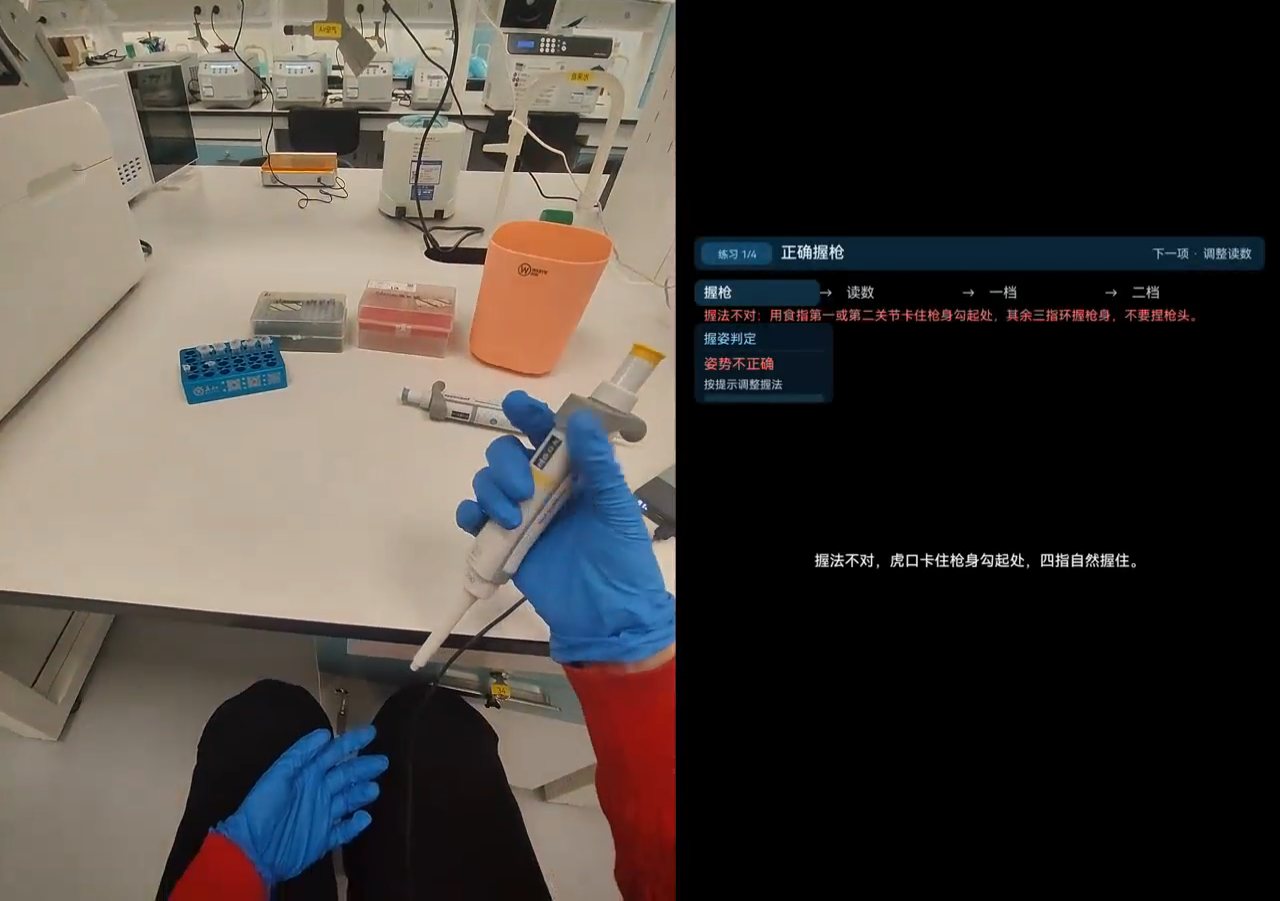 自来水
34
练习 1/4
正确握枪
下一项 · 调整读数
握枪 → 读数 → 一档 → 二档
握法不对：用食指第一或第二关节卡住枪身勾起处，其余三指环握枪身，不要捏枪头。
握姿判定
姿势不正确
按提示调整握法
握法不对，虎口卡住枪身勾起处，四指自然握住。